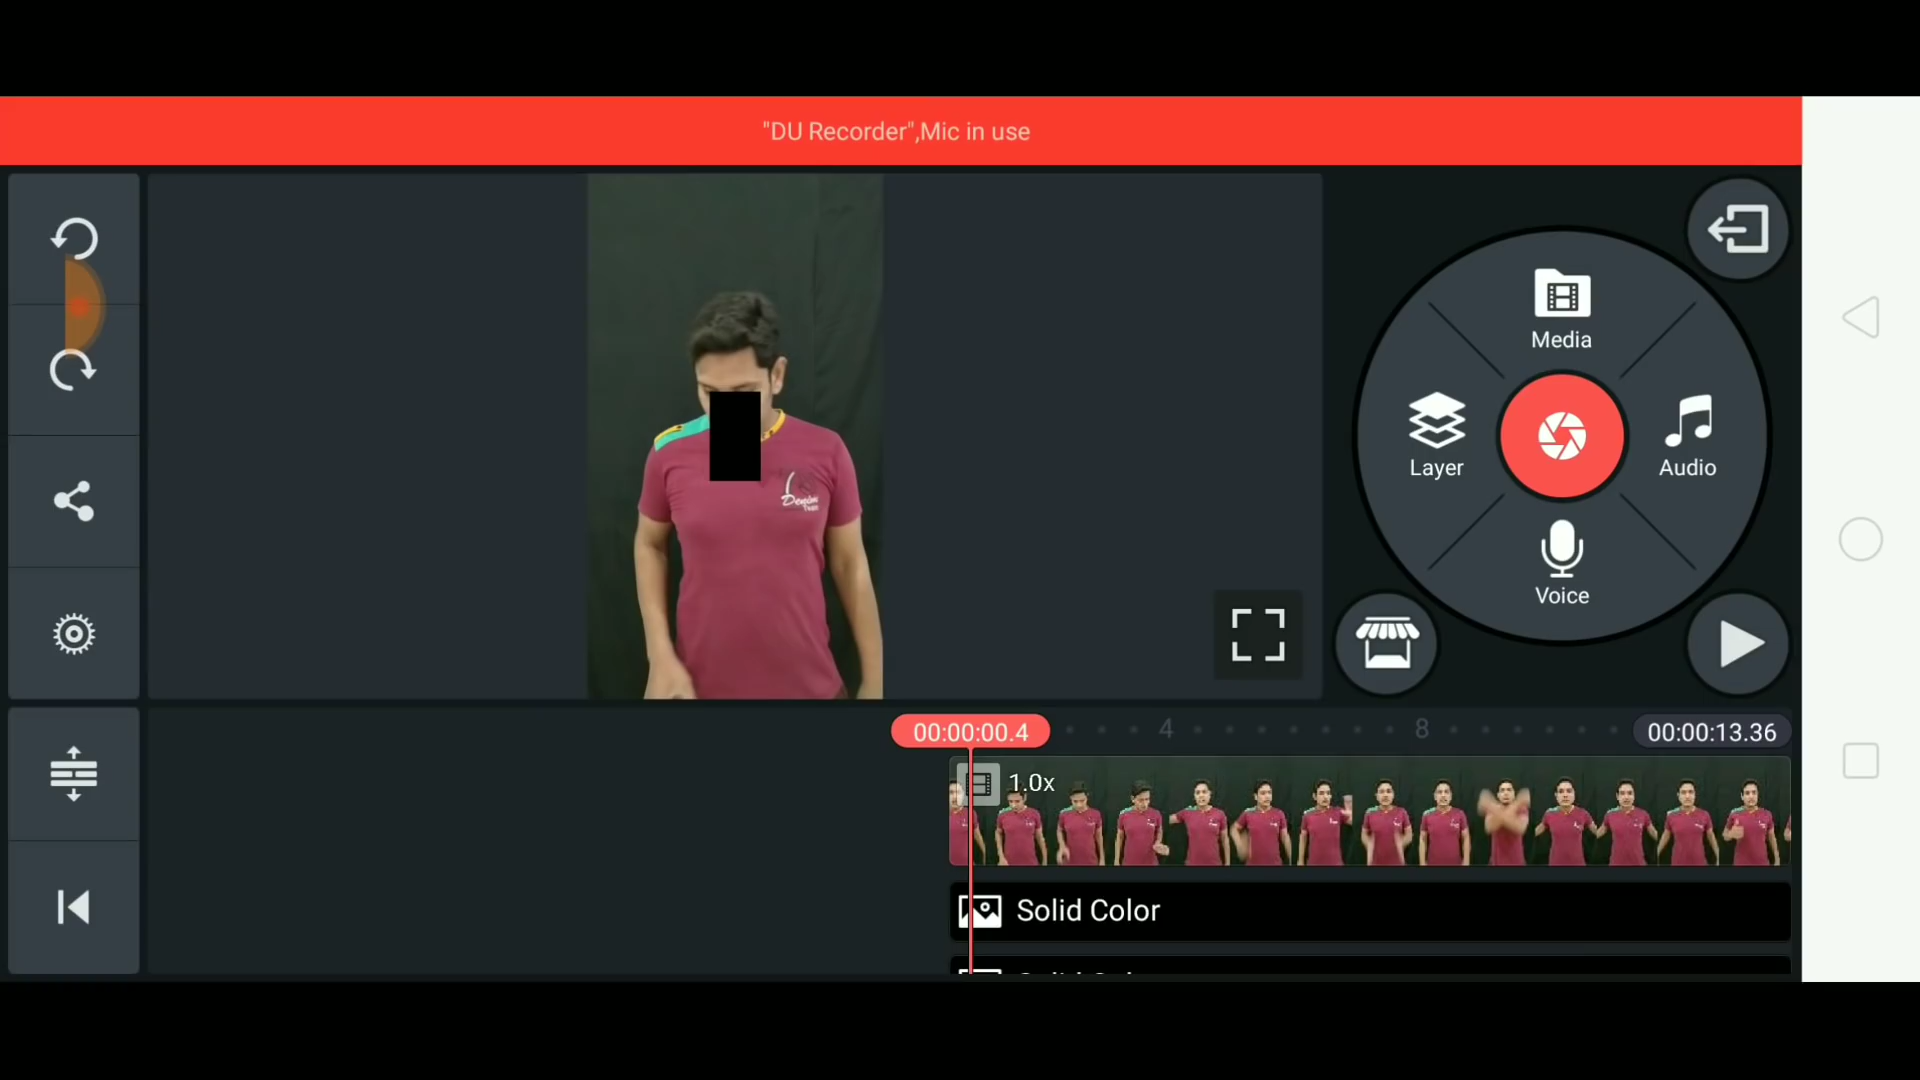 "DU Recorder",Mic in use
Media
Layer
Audio
Voice
Denim
00:00:00.4
4
8
00:00:13.36
1.0x
Solid Color